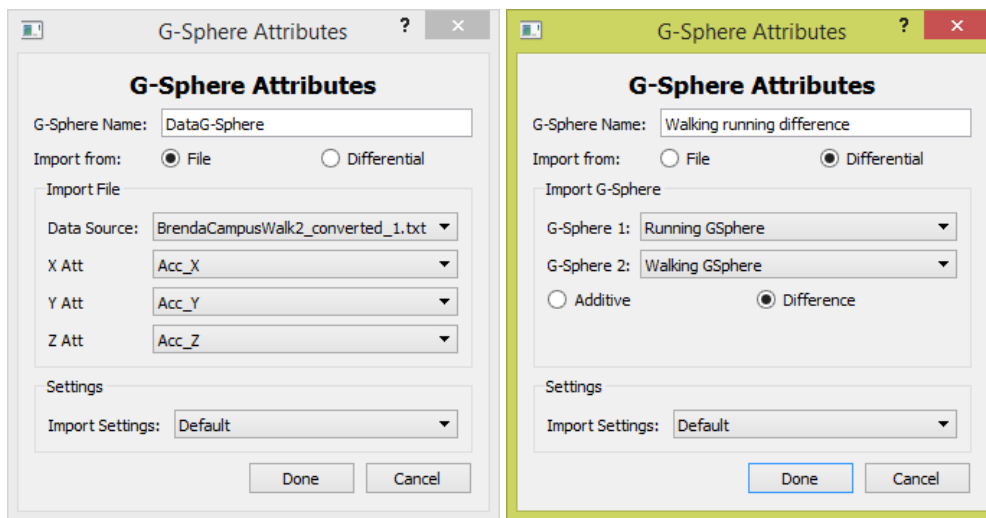 G-Sphere Attributes ?
G-Sphere Attributes
G-Sphere Name: DataG-Sphere
Import from: File Differential
Import File
Data Source: BrendaCampusWalk2_converted_1.txt
X Att Acc_X
Y Att Acc_Y
Z Att Acc_Z
Settings
Import Settings: Default
Done Cancel
G-Sphere Attributes ?
G-Sphere Attributes
G-Sphere Name: Walking running difference
Import from: File Differential
Import G-Sphere
G-Sphere 1: Running GSphere
G-Sphere 2: Walking GSphere
Additive Difference
Settings
Import Settings: Default
Done Cancel